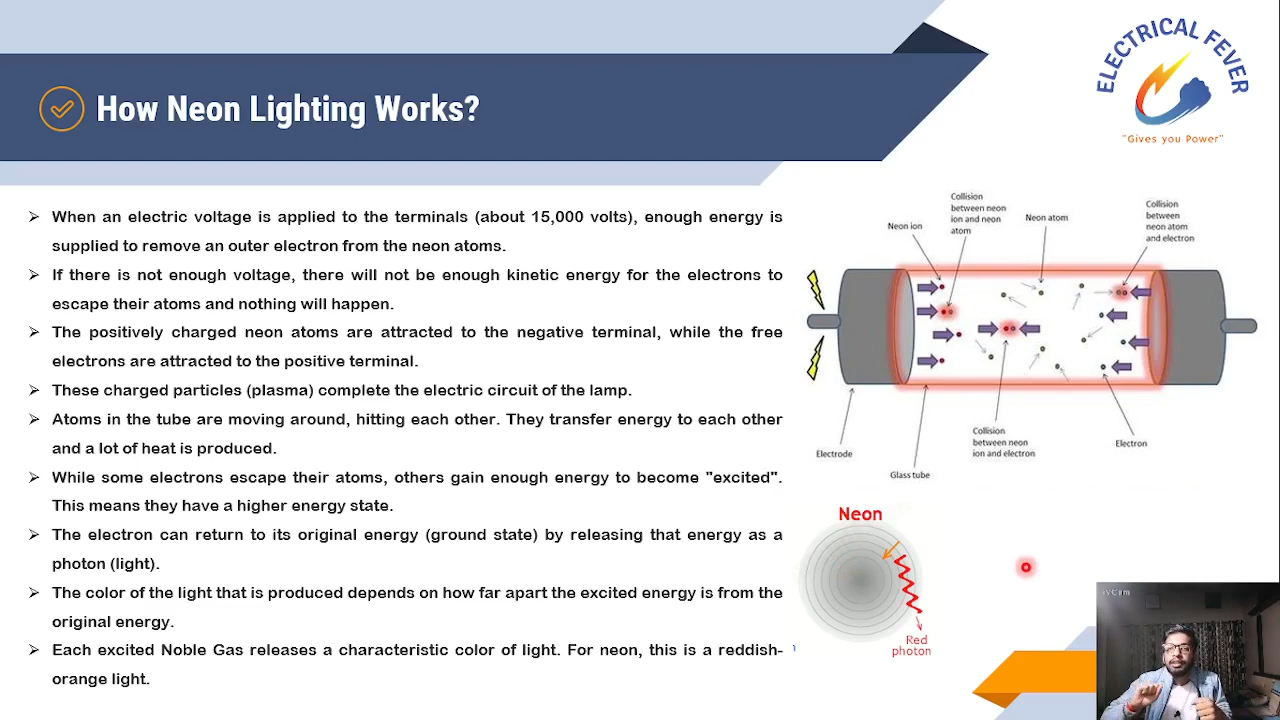 ELECTRICAL FEVER
"Gives you Power"
How Neon Lighting Works?
When an electric voltage is supplied to the terminals (about 15,000 volts), enough energy is
supplied to remove an outer electron from the neon atoms.
If there is not enough voltage, there will not be enough kinetic energy for the electrons to
escape their atoms and nothing will happen.
The positively charged neon atoms are attracted to the negative terminal, while the free
electrons are attracted to the positive terminal.
These charged particles (plasma) complete the electric circuit of the lamp.
Atoms in the tube are moving around, hitting each other. They transfer energy to each other
and a lot of heat is produced.
While some electrons escape their atoms, others gain enough energy to become "excited".
This means they have a higher energy state.
The electron can return to its original energy (ground state) by releasing that energy as a
photon (light).
The color of the light that is produced depends on how far apart the excited energy is from the
original energy.
Each excited Noble Gas releases a characteristic color of light. For neon, this is a reddish-
orange light.
Neon ion
Collision
between neon
ion and neon
atom
Neon atom
Collision
between
neon atom
and electron
Electrode
Glass tube
Collision
between neon
ion and electron
Electron
Neon
Red
photon
iVCam